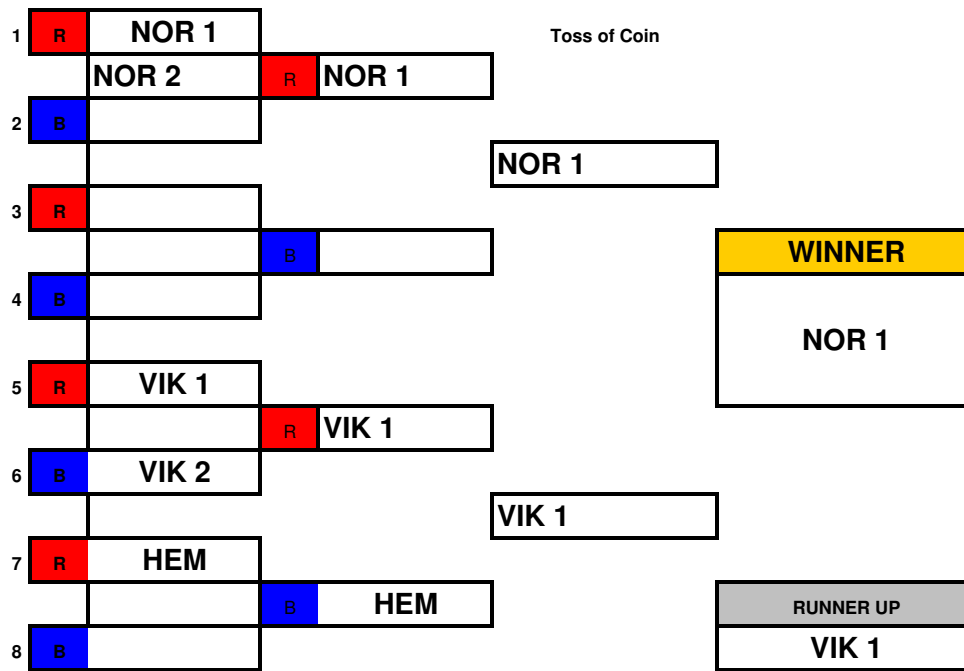 1 R NOR 1 Toss of Coin
NOR 2 R NOR 1
2 B
NOR 1
3 R
B WINNER
4 B
NOR 1
5 R VIK 1
R VIK 1
6 B VIK 2
VIK 1
7 R HEM
B HEM RUNNER UP
8 B VIK 1